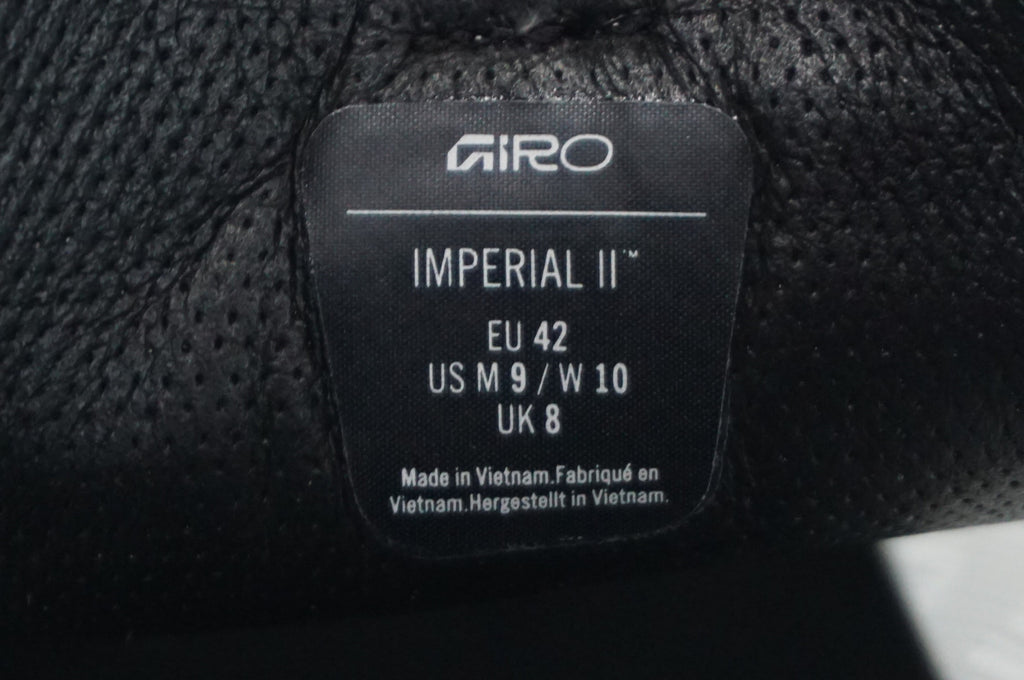 GIRO
IMPERIAL II™
EU 42
US M 9 / W 10
UK 8
Made in Vietnam.Fabriqué en
Vietnam.Hergestellt in Vietnam.